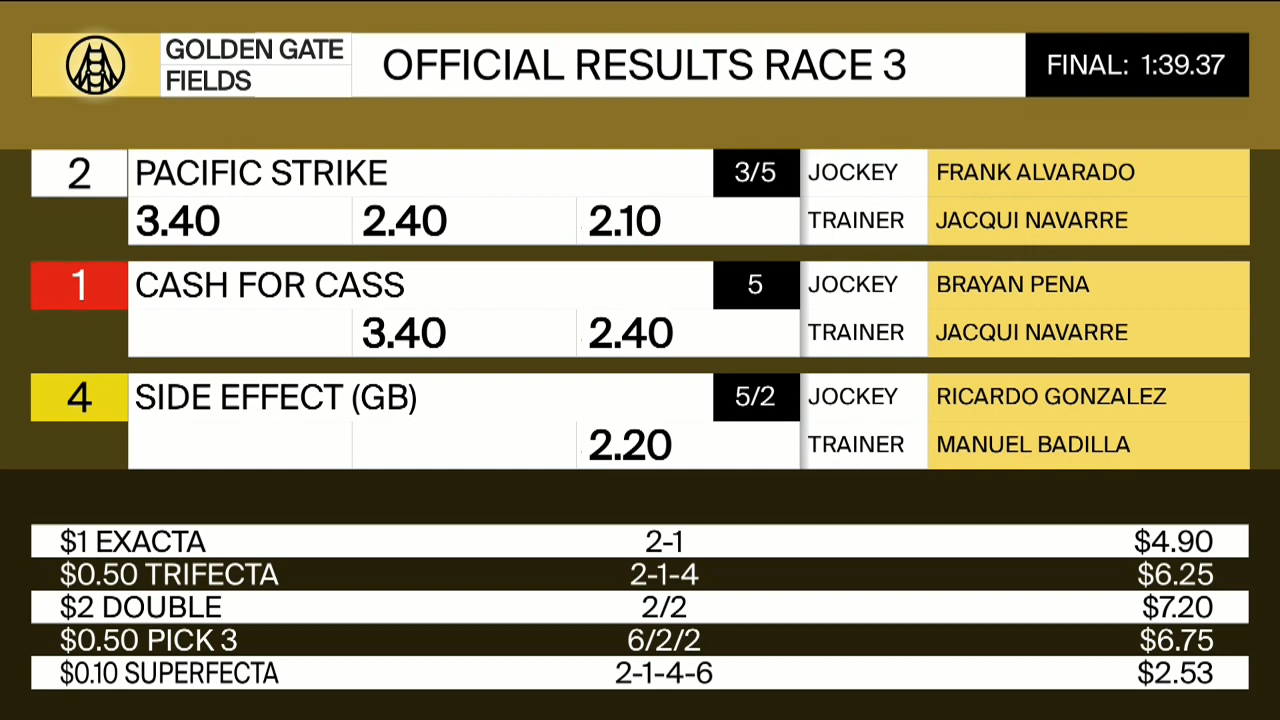 GOLDEN GATE
FIELDS
OFFICIAL RESULTS RACE 3
FINAL: 1:39.37
2 PACIFIC STRIKE 3/5 JOCKEY FRANK ALVARADO
3.40 2.40 2.10 TRAINER JACQUI NAVARRE
1 CASH FOR CASS 5 JOCKEY BRAYAN PENA
3.40 2.40 TRAINER JACQUI NAVARRE
4 SIDE EFFECT (GB) 5/2 JOCKEY RICARDO GONZALEZ
2.20 TRAINER MANUEL BADILLA
$1 EXACTA 2-1 $4.90
$0.50 TRIFECTA 2-1-4 $6.25
$2 DOUBLE 2/2 $7.20
$0.50 PICK 3 6/2/2 $6.75
$0.10 SUPERFECTA 2-1-4-6 $2.53